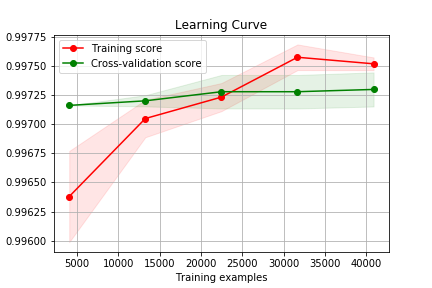 Learning Curve
0.99775
0.99750
0.99725
0.99700
0.99675
0.99650
0.99625
0.99600
Training score
Cross-validation score
5000 10000 15000 20000 25000 30000 35000 40000
Training examples